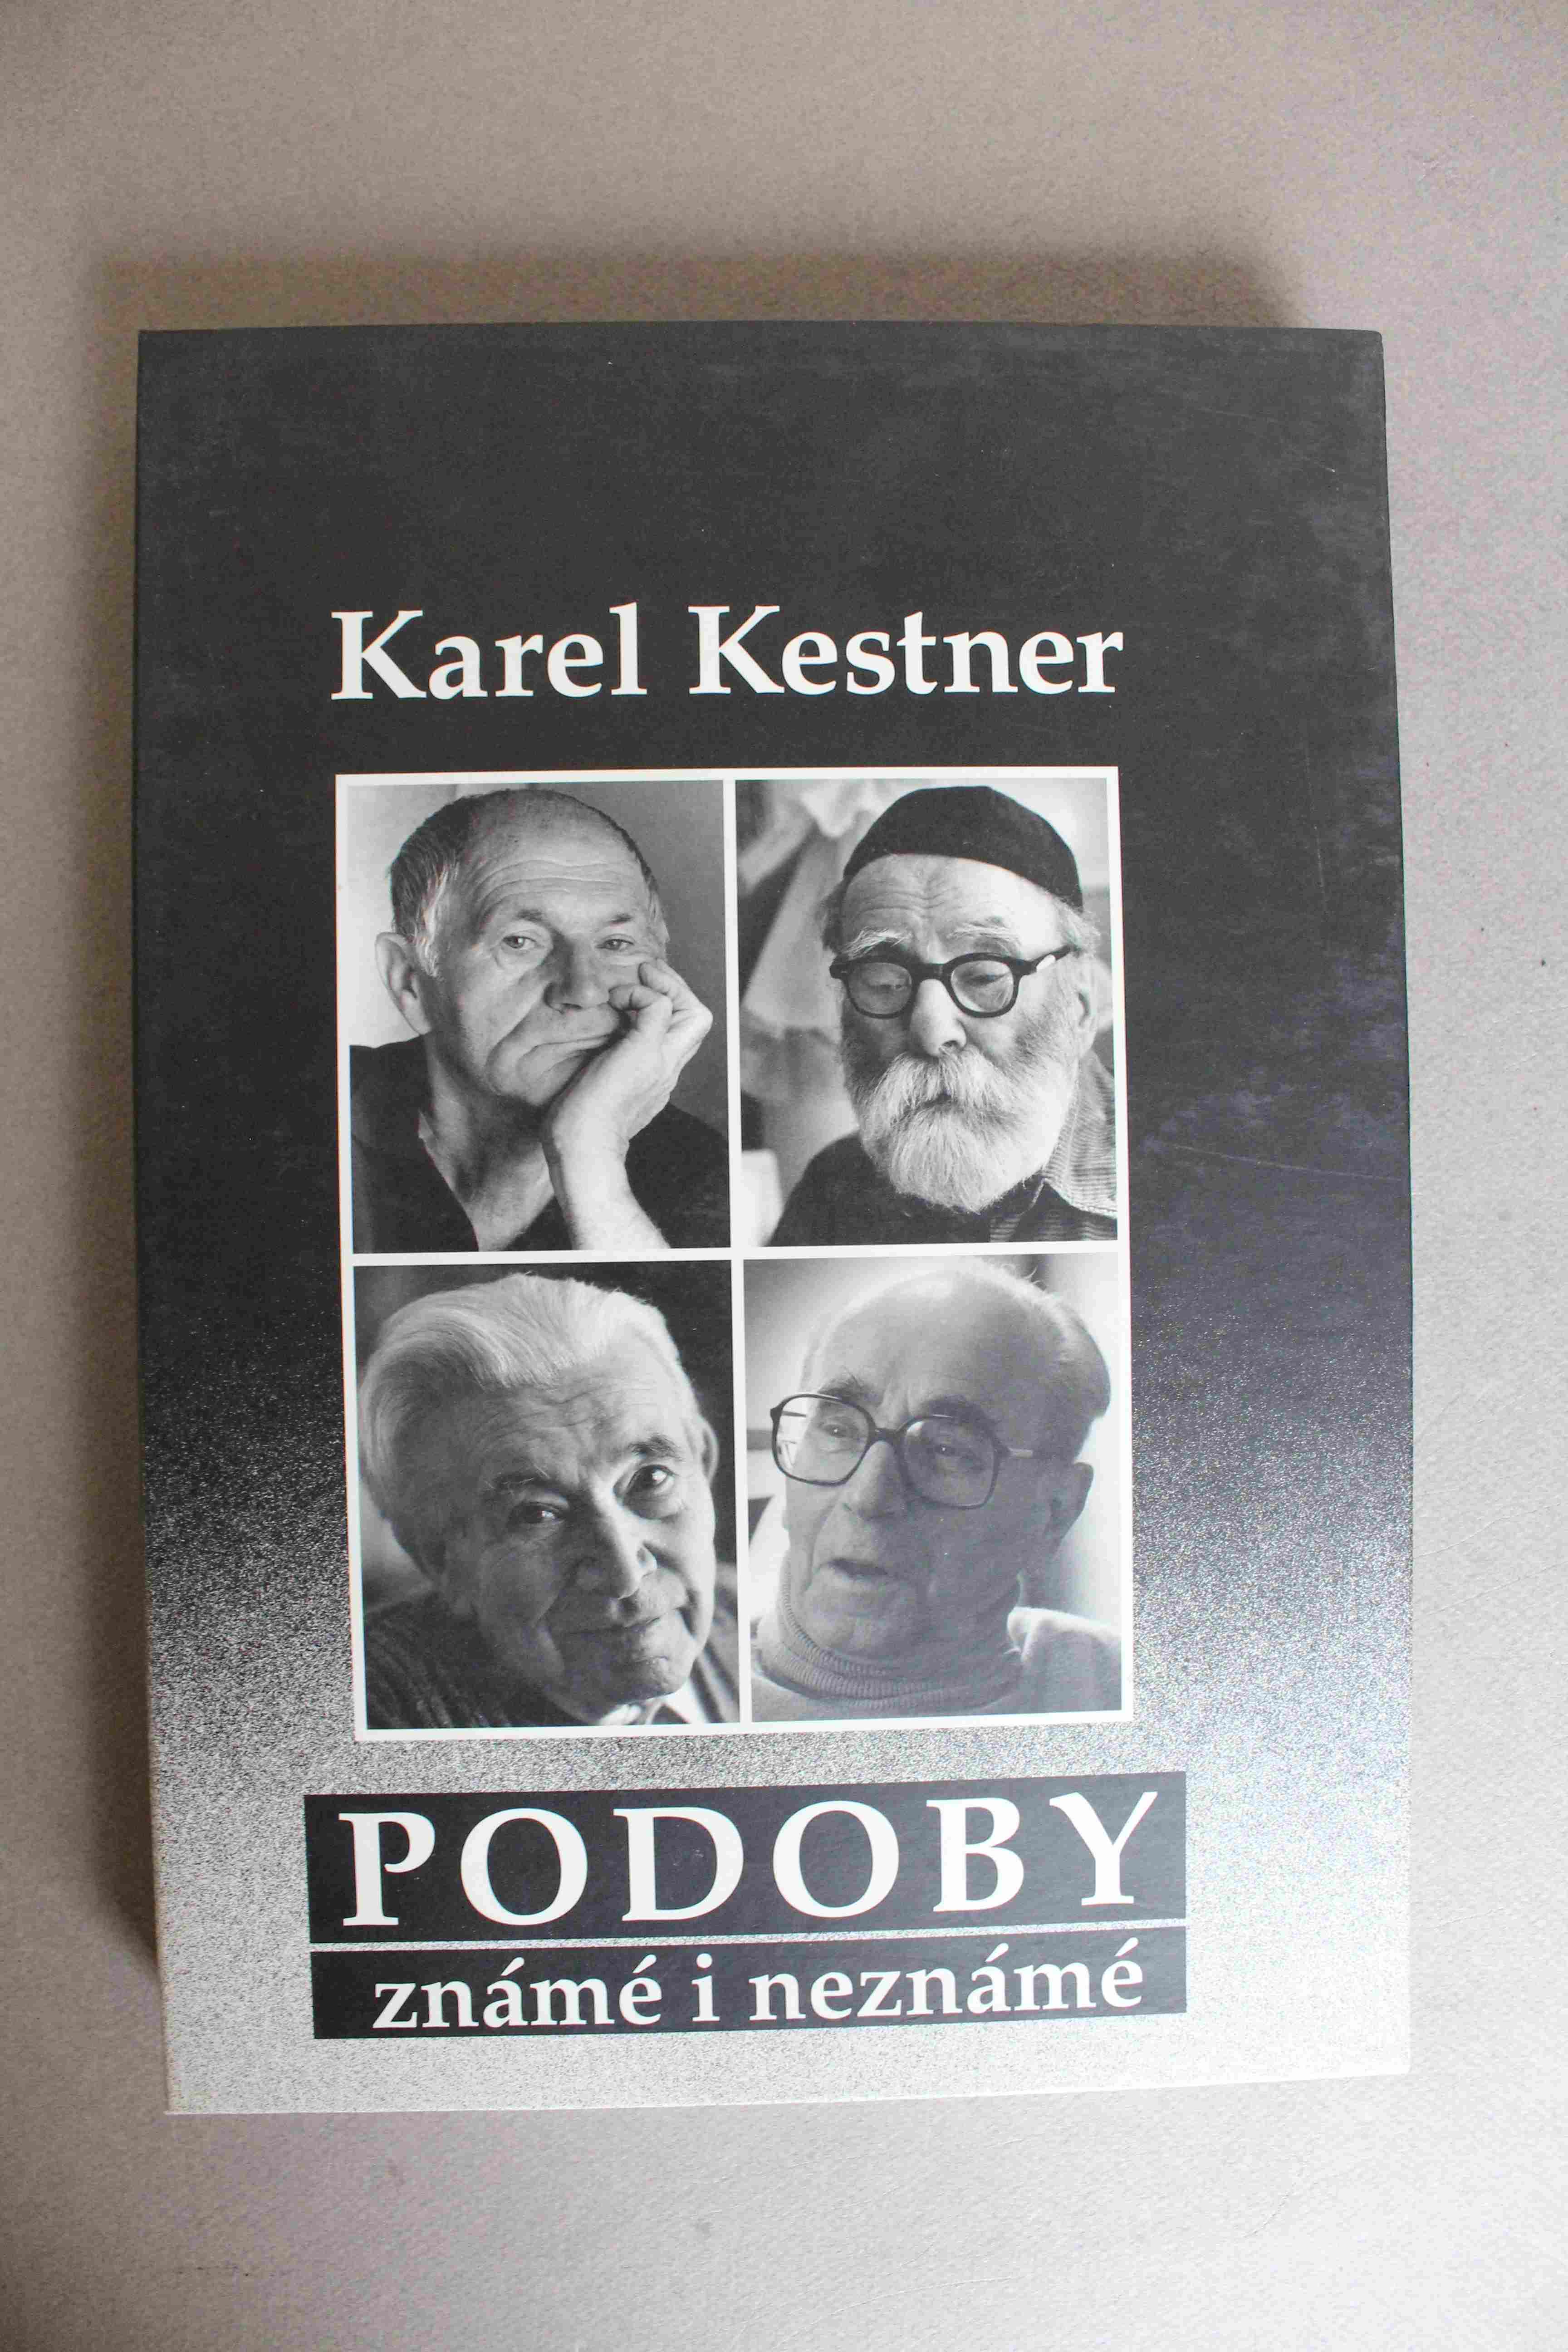 Karel Kestner
PODOBY
známé i neznámé